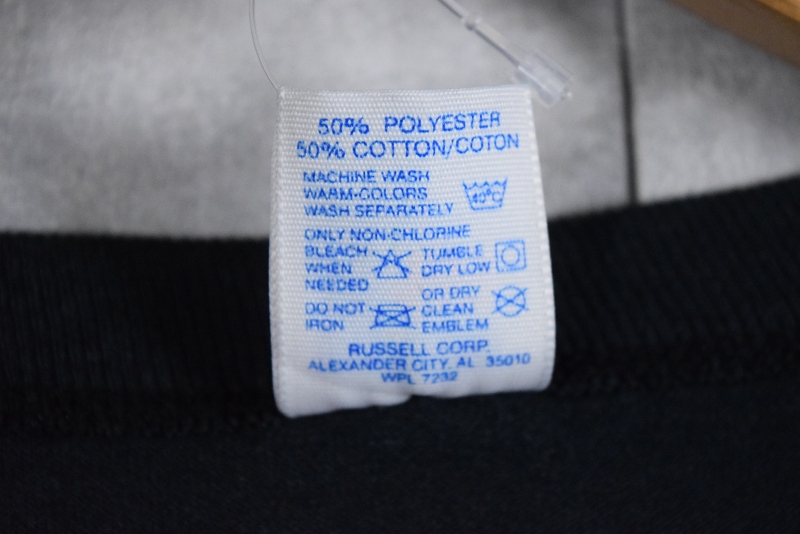 50% POLYESTER
50% COTTON/COTON
MACHINE WASH
WARM-COLORS
WASH SEPARATELY
40°C
ONLY NON-CHLORINE
BLEACH
WHEN
NEEDED
TUMBLE
DRY LOW
DO NOT
IRON
OR DRY
CLEAN
EMBLEM
RUSSELL CORP.
ALEXANDER CITY, AL 35010
WPL 7232